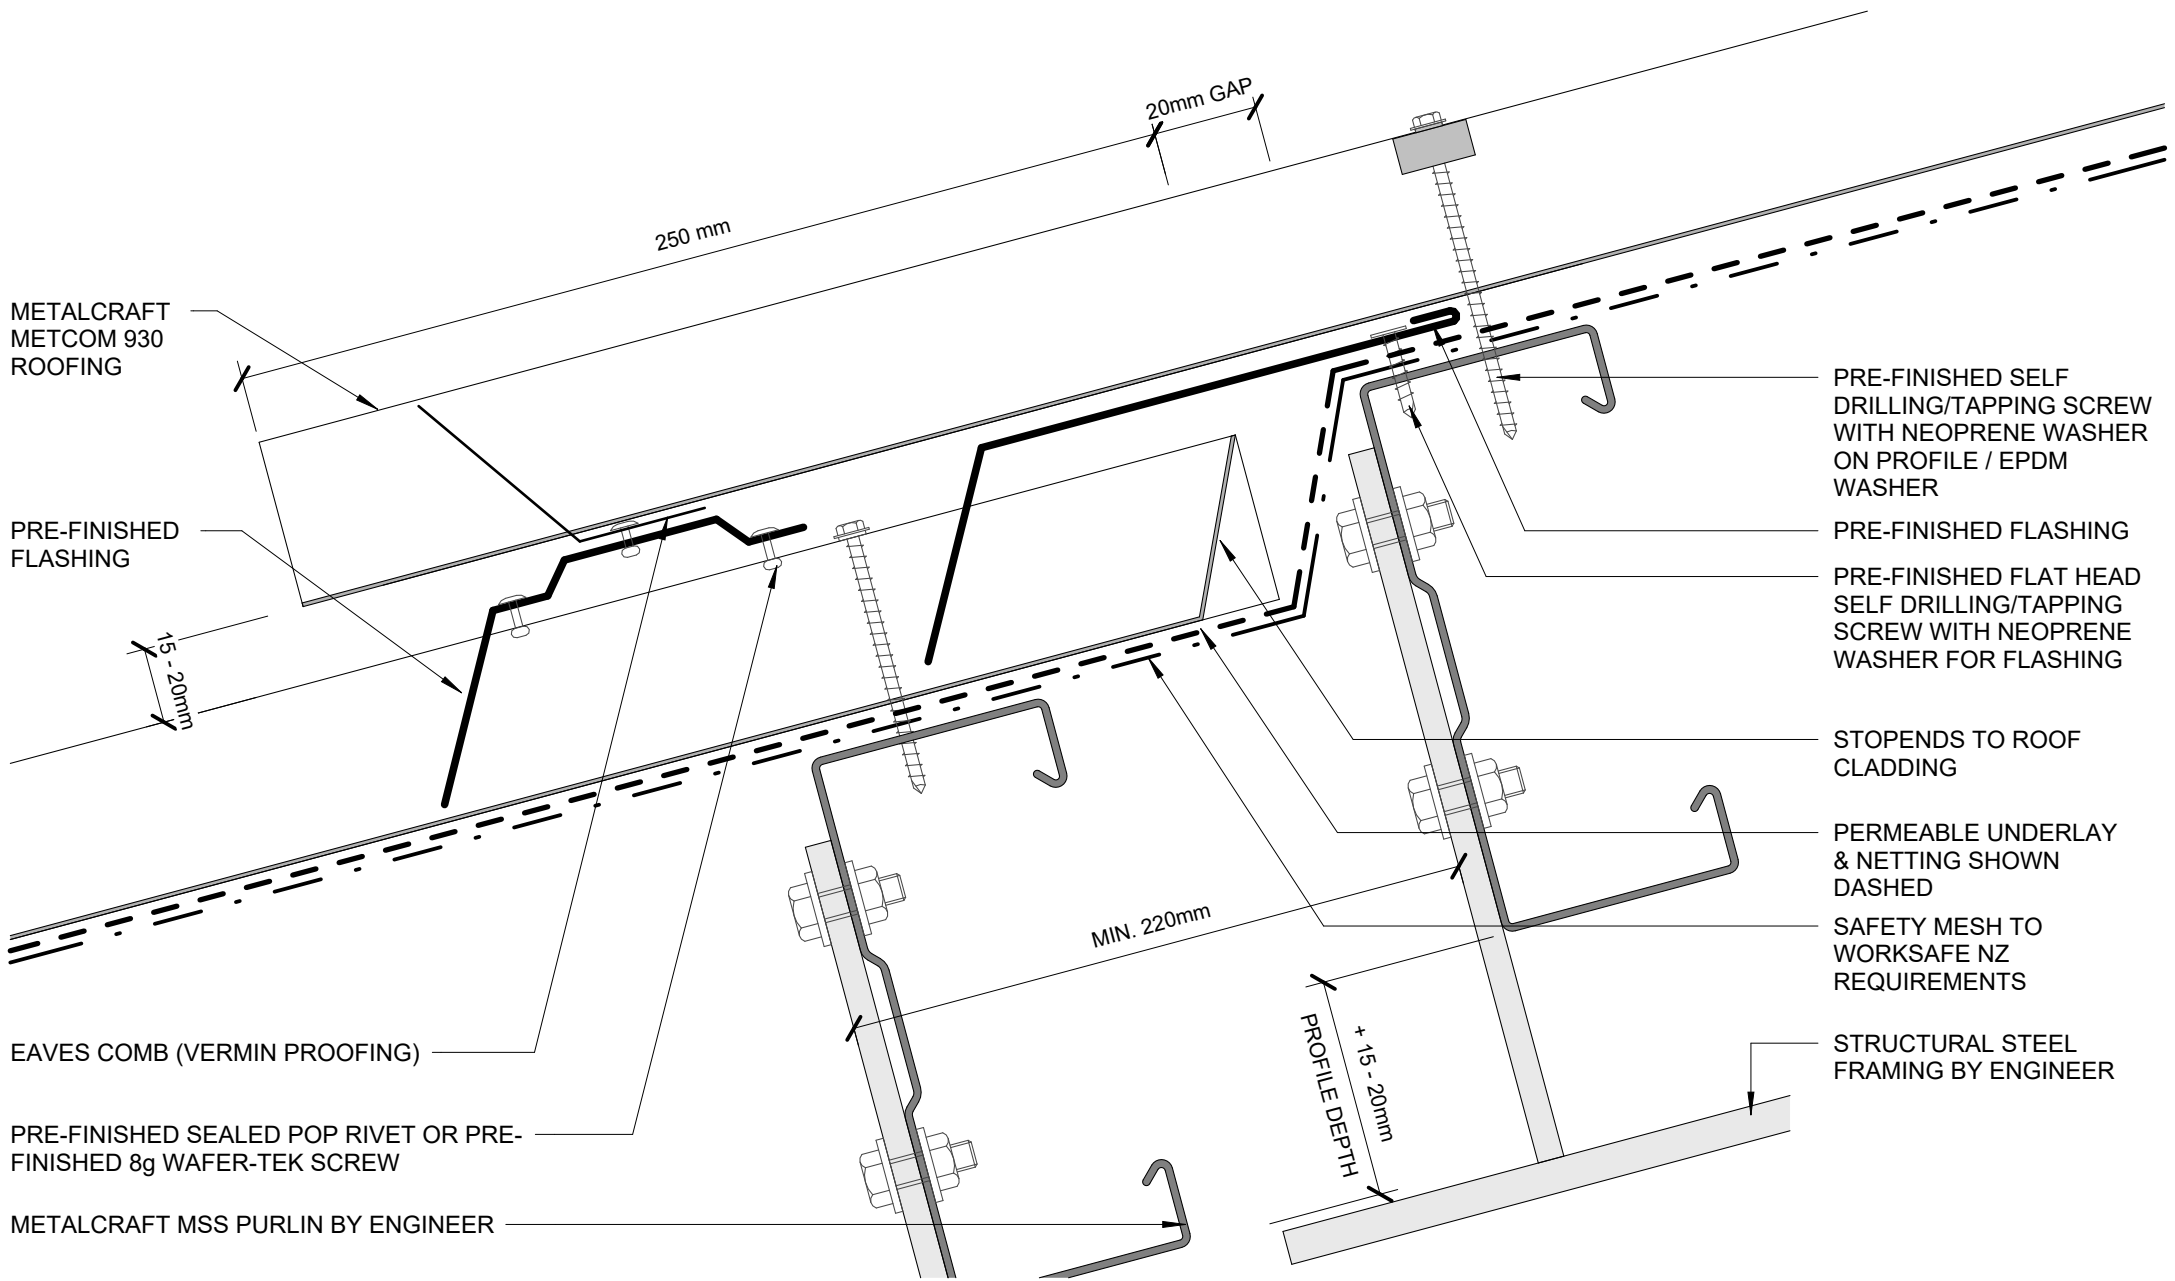 20mm GAP
250 mm
METALCRAFT
METCOM 930
ROOFING
PRE-FINISHED
FLASHING
15 - 20mm
EAVES COMB (VERMIN PROOFING)
PRE-FINISHED SEALED POP RIVET OR PRE-
FINISHED 8g WAFER-TEK SCREW
METALCRAFT MSS PURLIN BY ENGINEER
MIN. 220mm
+ 15 - 20mm
PROFILE DEPTH
PRE-FINISHED SELF
DRILLING/TAPPING SCREW
WITH NEOPRENE WASHER
ON PROFILE / EPDM
WASHER
PRE-FINISHED FLASHING
PRE-FINISHED FLAT HEAD
SELF DRILLING/TAPPING
SCREW WITH NEOPRENE
WASHER FOR FLASHING
STOPENDS TO ROOF
CLADDING
PERMEABLE UNDERLAY
& NETTING SHOWN
DASHED
SAFETY MESH TO
WORKSAFE NZ
REQUIREMENTS
STRUCTURAL STEEL
FRAMING BY ENGINEER